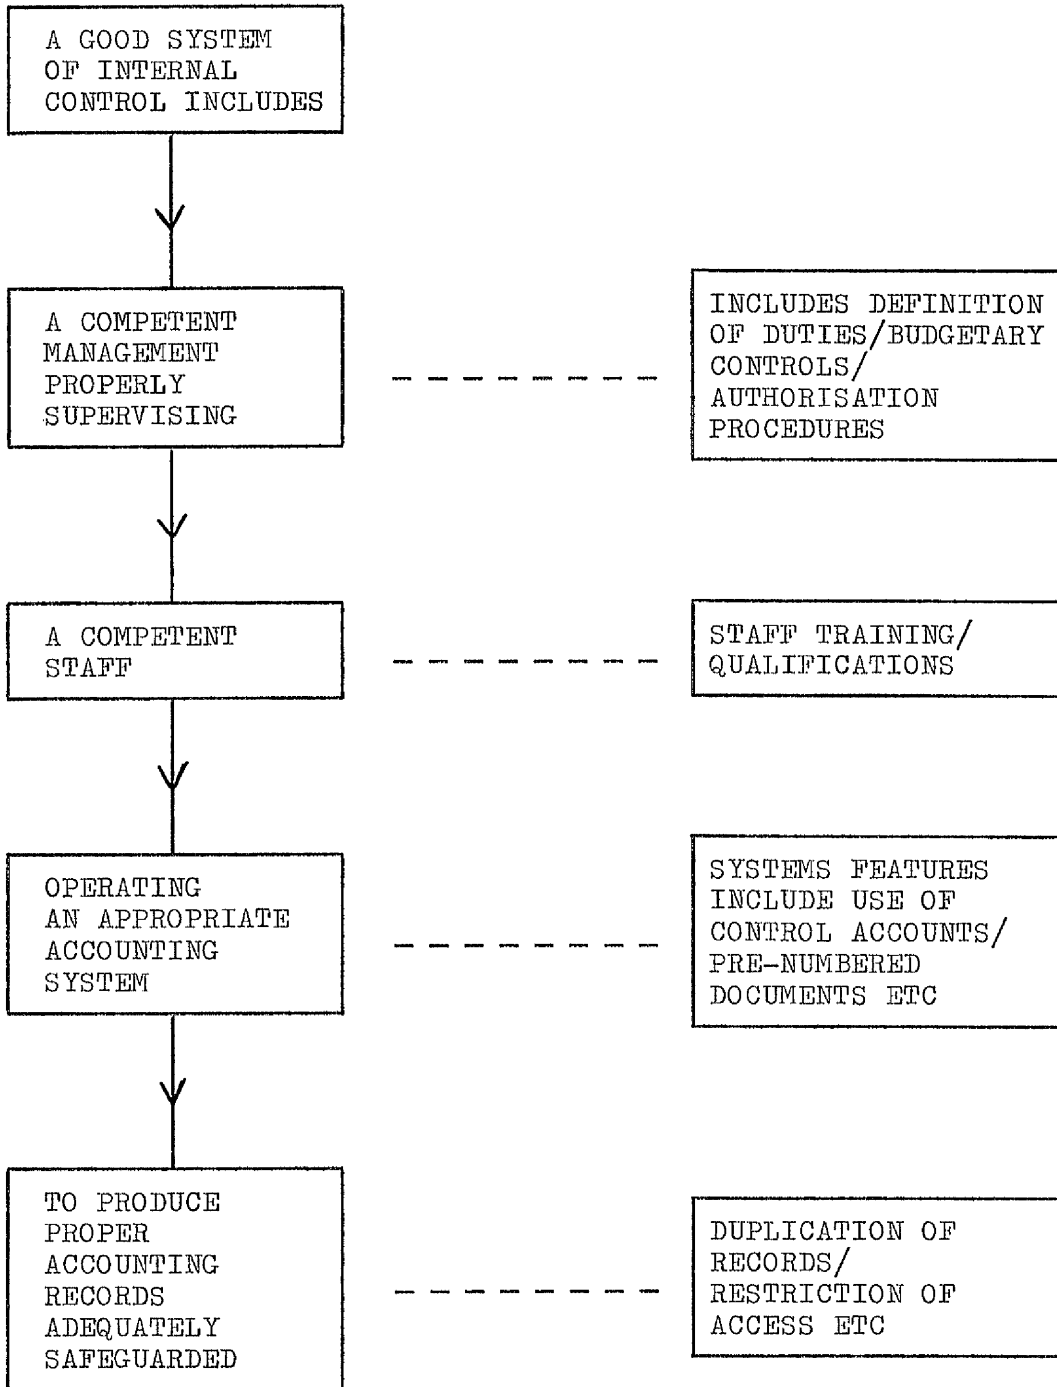 A GOOD SYSTEM
OF INTERNAL
CONTROL INCLUDES
A COMPETENT
MANAGEMENT
PROPERLY
SUPERVISING
INCLUDES DEFINITION
OF DUTIES/BUDGETARY
CONTROLS/
AUTHORISATION
PROCEDURES
A COMPETENT
STAFF
STAFF TRAINING/
QUALIFICATIONS
OPERATING
AN APPROPRIATE
ACCOUNTING
SYSTEM
SYSTEMS FEATURES
INCLUDE USE OF
CONTROL ACCOUNTS/
PRE-NUMBERED
DOCUMENTS ETC
TO PRODUCE
PROPER
ACCOUNTING
RECORDS
ADEQUATELY
SAFEGUARDED
DUPLICATION OF
RECORDS/
RESTRICTION OF
ACCESS ETC